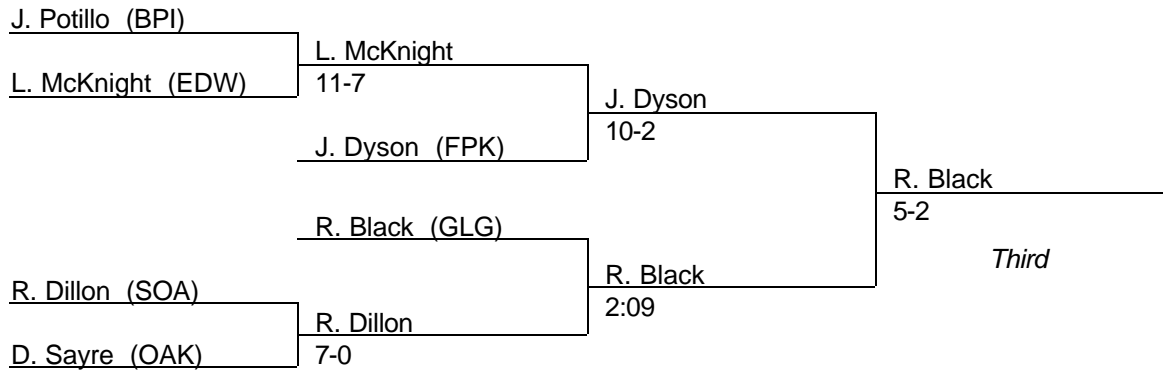 J. Potillo (BPI)
L. McKnight
L. McKnight (EDW)
11-7
J. Dyson
10-2
J. Dyson (FPK)
R. Black
5-2
R. Black (GLG)
Third
R. Black
R. Dillon (SOA)
2:09
R. Dillon
D. Sayre (OAK)
7-0